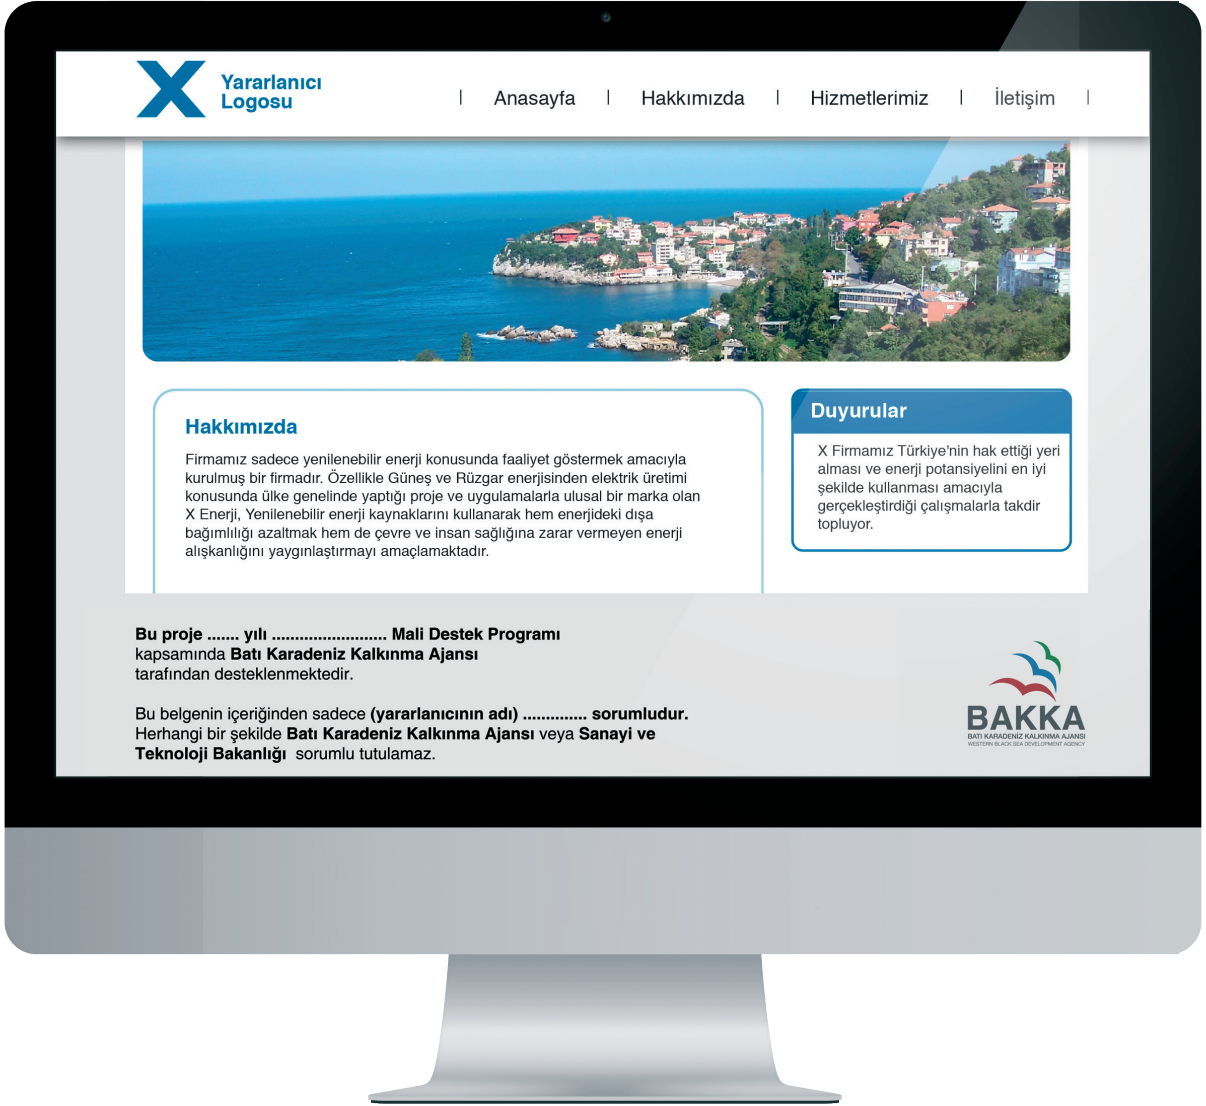 Yararlanıcı
Logosu
| Anasayfa | Hakkımızda | Hizmetlerimiz | İletişim |
Hakkımızda
Firmamız sadece yenilenebilir enerji konusunda faaliyet göstermek amacıyla
kurulmuş bir firmadır. Özellikle Güneş ve Rüzgar enerjisinden elektrik üretimi
konusunda ülke genelinde yaptığı proje ve uygulamalarla ulusal bir marka olan
X Enerji, Yenilenebilir enerji kaynaklarını kullanarak hem enerjideki dışa
bağımlılığı azaltmak hem de çevre ve insan sağlığına zarar vermeyen enerji
alışkanlığını yaygınlaştırmayı amaçlamaktadır.
Duyurular
X Firmamız Türkiye'nin hak ettiği yeri
alması ve enerji potansiyelini en iyi
şekilde kullanması amacıyla
gerçekleştirdiği çalışmalarla takdir
topluyor.
Bu proje ....... yılı ......................... Mali Destek Programı
kapsamında Batı Karadeniz Kalkınma Ajansı
tarafından desteklenmektedir.
Bu belgenin içeriğinden sadece (yararlanıcının adı) .............. sorumludur.
Herhangi bir şekilde Batı Karadeniz Kalkınma Ajansı veya Sanayi ve
Teknoloji Bakanlığı sorumlu tutulamaz.
BAKKA
BATI KARADENİZ KALKINMA AJANSI
WESTERN BLACK SEA DEVELOPMENT AGENCY